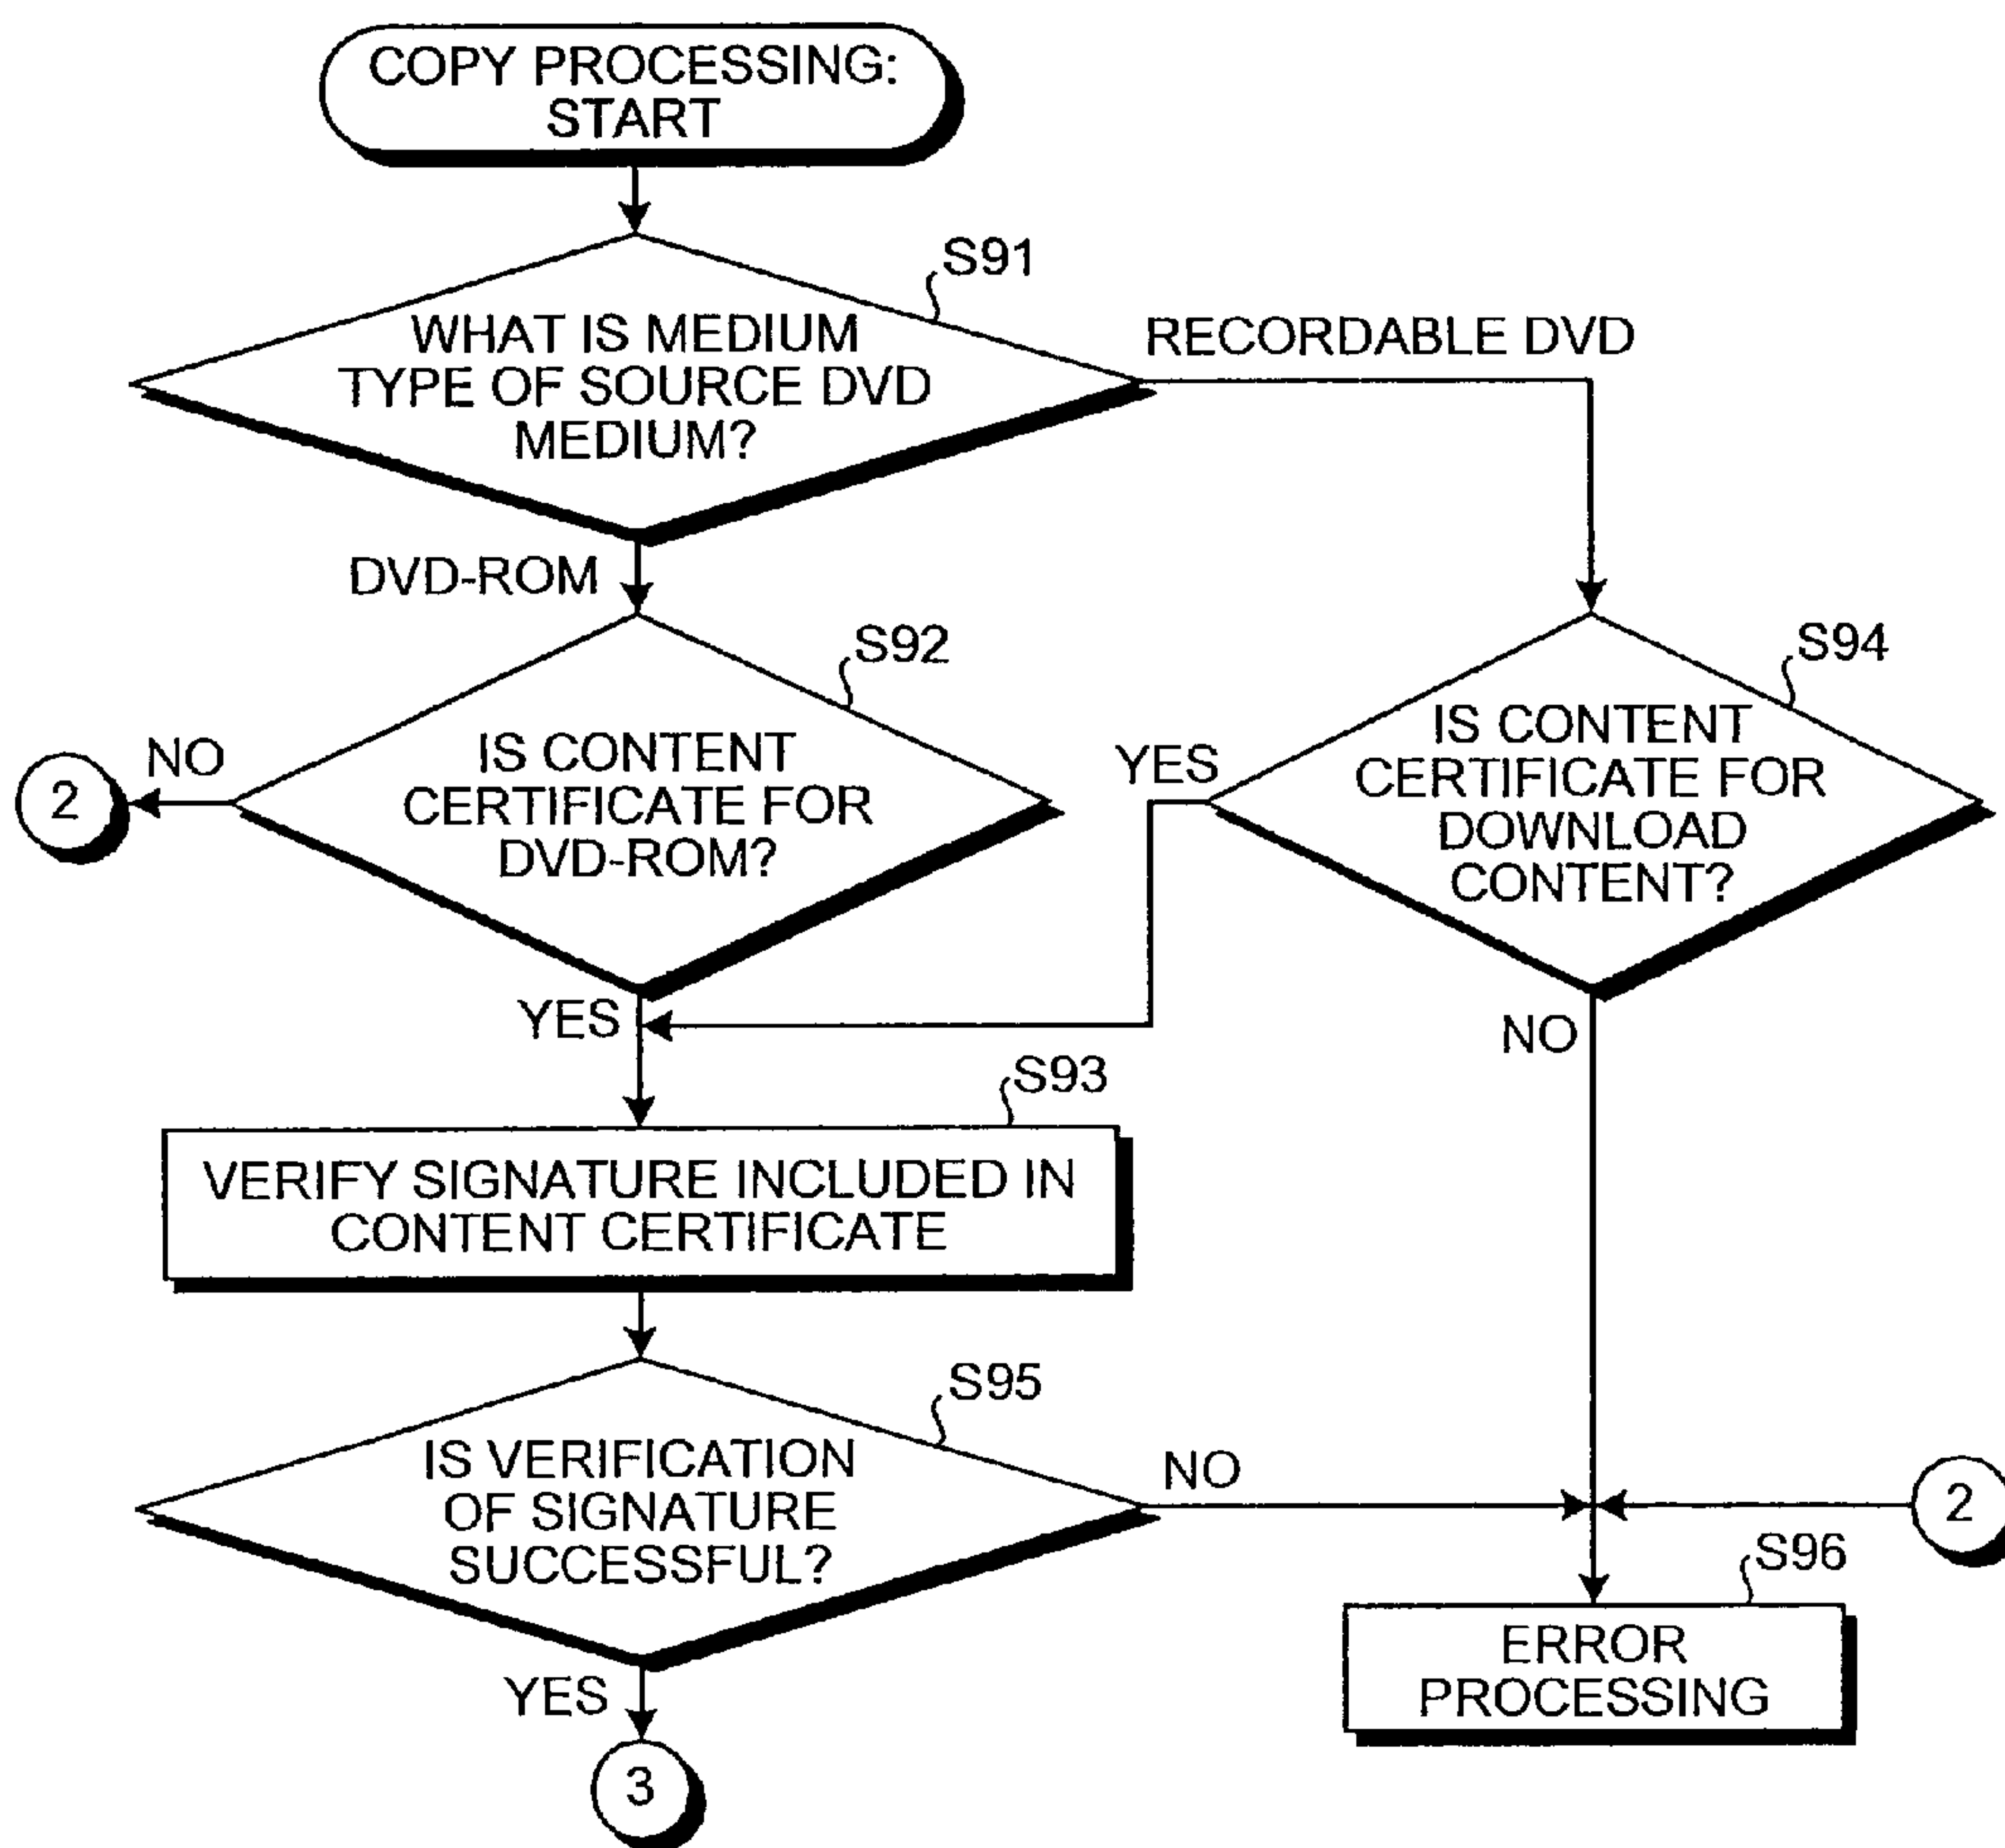 COPY PROCESSING:
START
S91
WHAT IS MEDIUM
TYPE OF SOURCE DVD
MEDIUM?
RECORDABLE DVD
DVD-ROM
S92
IS CONTENT
CERTIFICATE FOR
DVD-ROM?
NO
2
YES
S94
IS CONTENT
CERTIFICATE FOR
DOWNLOAD
CONTENT?
YES
NO
S93
VERIFY SIGNATURE INCLUDED IN
CONTENT CERTIFICATE
S95
IS VERIFICATION
OF SIGNATURE
SUCCESSFUL?
NO
2
S96
ERROR
PROCESSING
YES
3